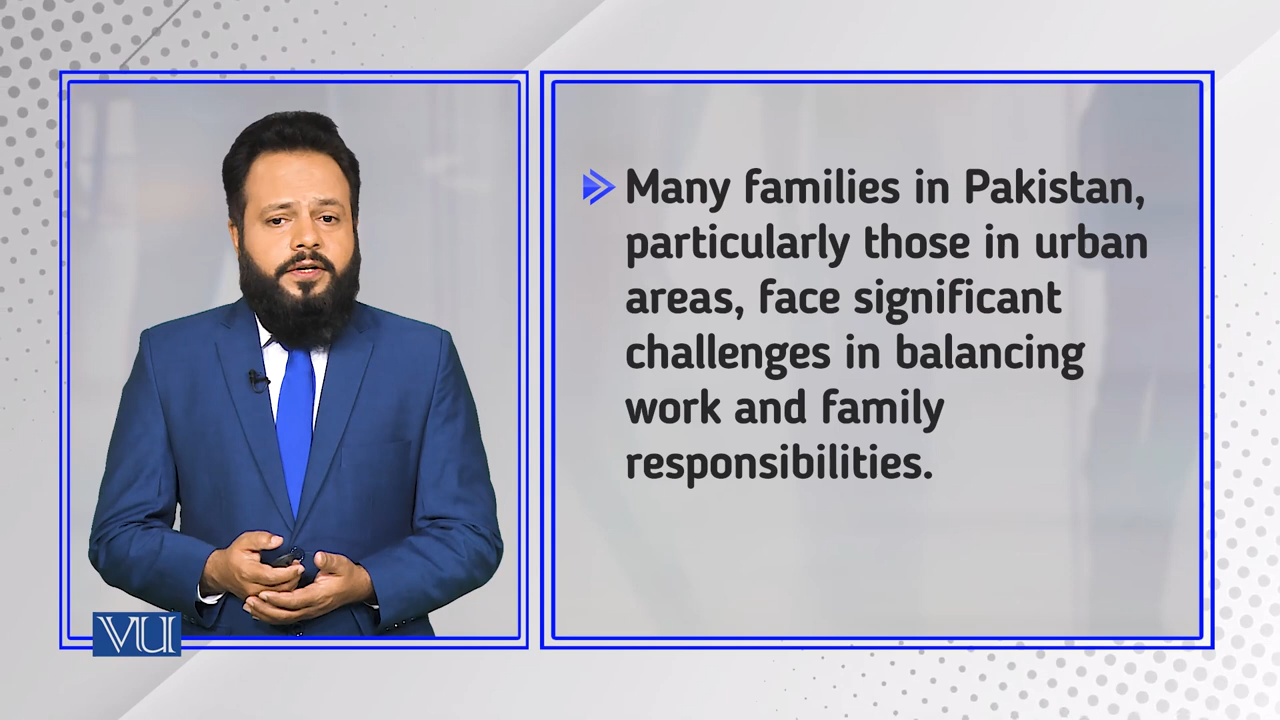 Many families in Pakistan,
particularly those in urban
areas, face significant
challenges in balancing
work and family
responsibilities.
VU